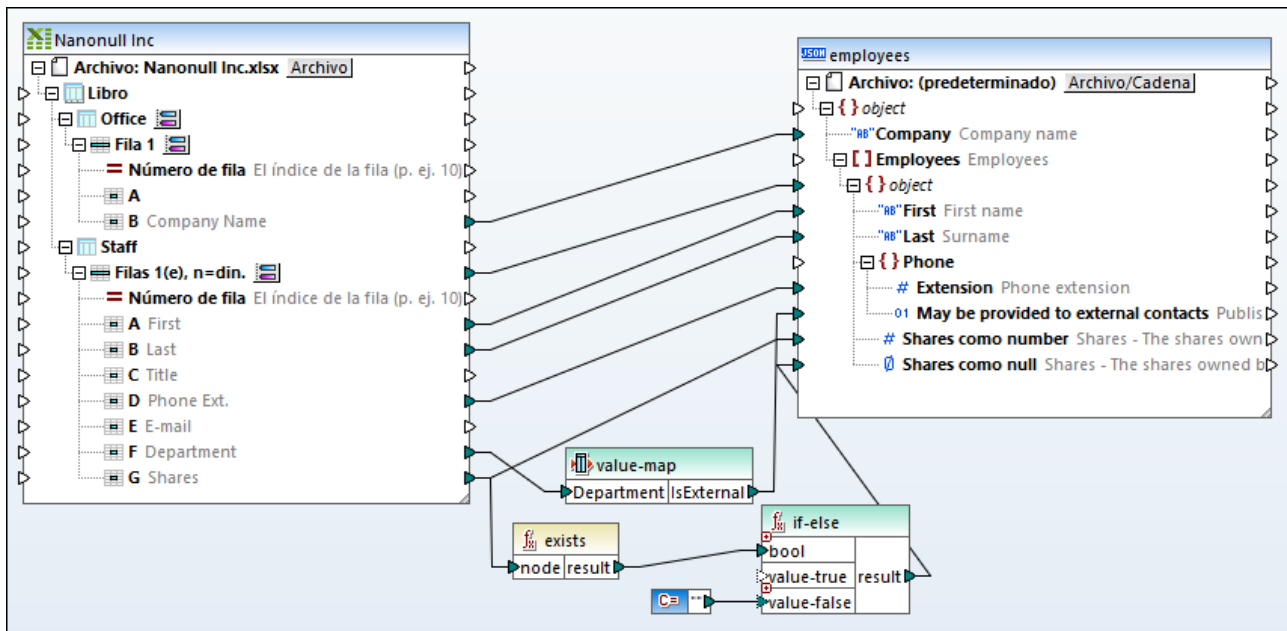 Nanonull Inc
Archivo: Nanonull Inc.xlsx Archivo
Libro
Office
Fila 1
Número de fila El índice de la fila (p. ej. 10)
A
B Company Name
Staff
Filas 1(e), n=din.
Número de fila El índice de la fila (p. ej. 10)
A First
B Last
C Title
D Phone Ext.
E E-mail
F Department
G Shares
JSON employees
Archivo: (predeterminado) Archivo/Cadena
{ } object
"AB" Company Company name
[ ] Employees Employees
{ } object
"AB" First First name
"AB" Last Surname
{ } Phone
# Extension Phone extension
01 May be provided to external contacts Publis
# Shares como number Shares - The shares own
Ø Shares como null Shares - The shares owned b
value-map
Department IsExternal
exists
node result
if-else
bool
value-true result
value-false
C= ""